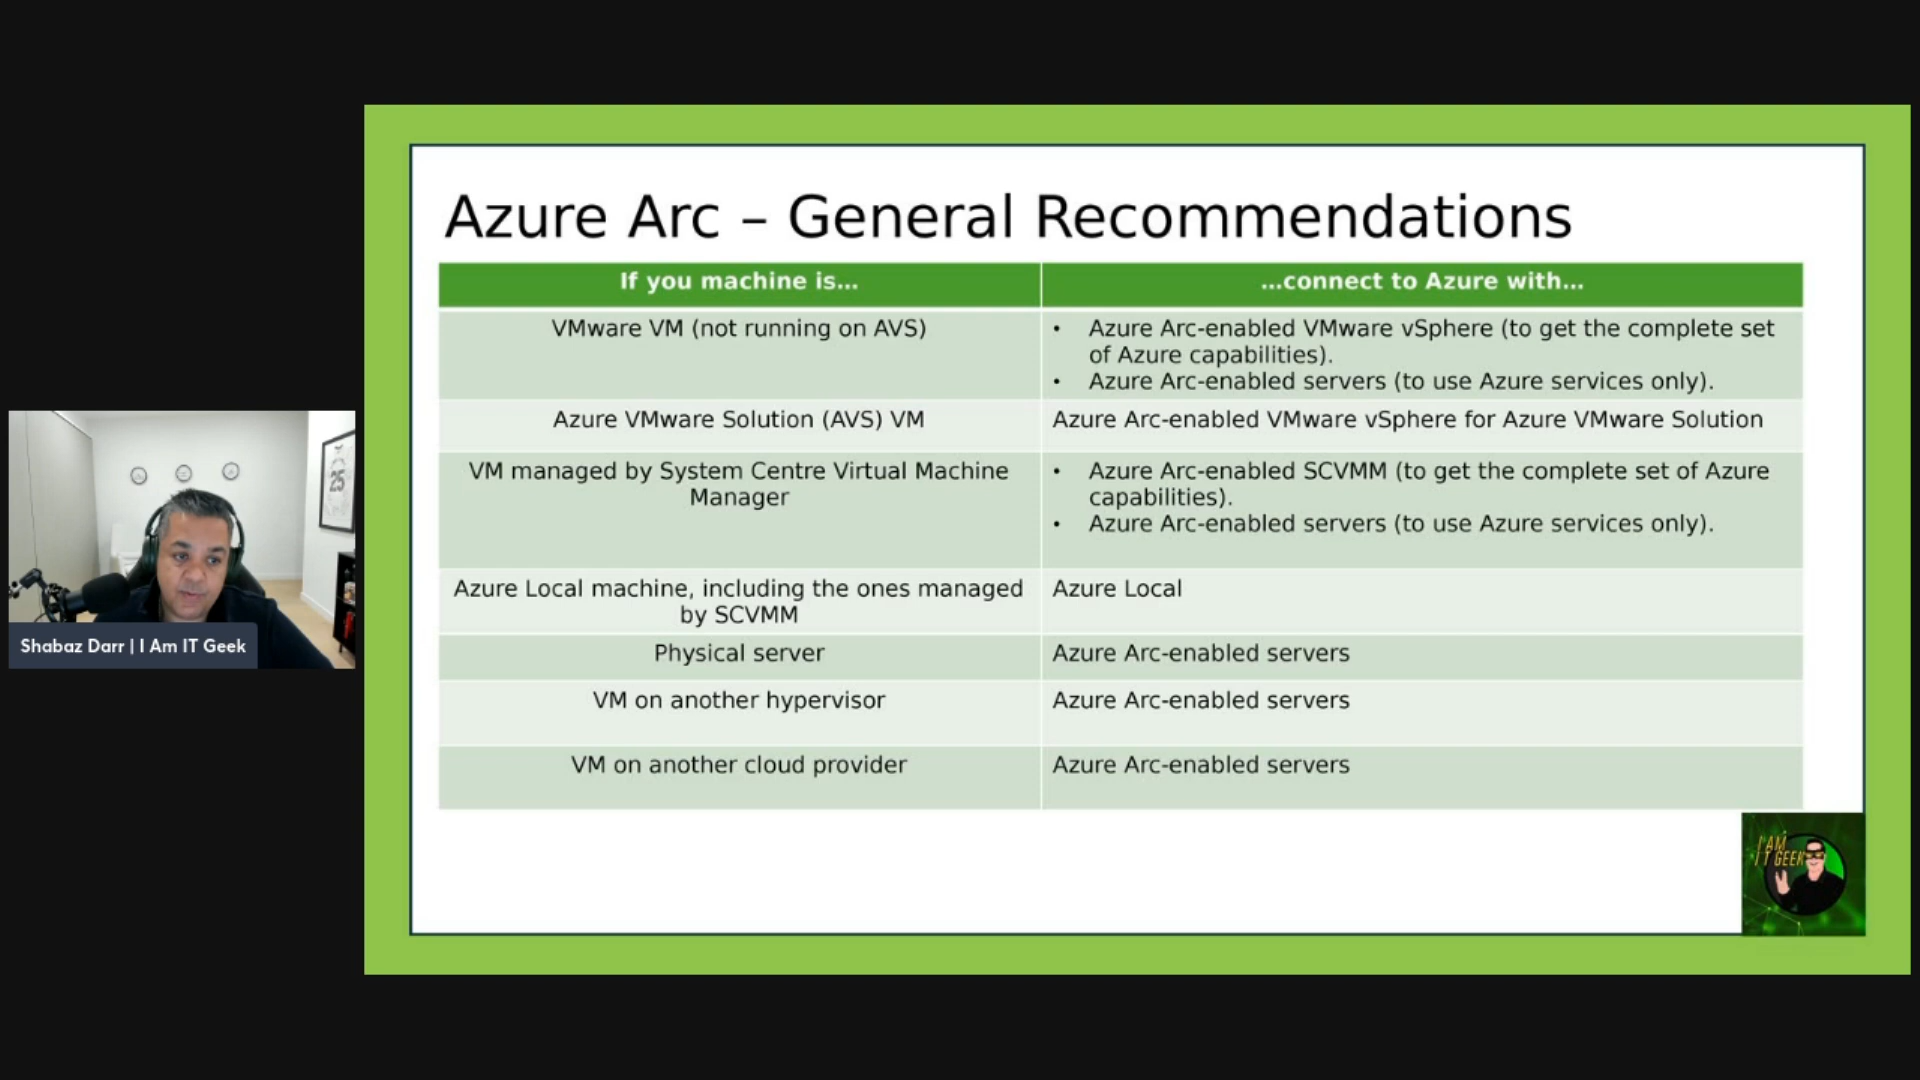 Azure Arc – General Recommendations
If you machine is...
...connect to Azure with...
VMware VM (not running on AVS)
• Azure Arc-enabled VMware vSphere (to get the complete set
of Azure capabilities).
• Azure Arc-enabled servers (to use Azure services only).
Azure VMware Solution (AVS) VM
Azure Arc-enabled VMware vSphere for Azure VMware Solution
VM managed by System Centre Virtual Machine
Manager
• Azure Arc-enabled SCVMM (to get the complete set of Azure
capabilities).
• Azure Arc-enabled servers (to use Azure services only).
Azure Local machine, including the ones managed
by SCVMM
Azure Local
Physical server
Azure Arc-enabled servers
VM on another hypervisor
Azure Arc-enabled servers
VM on another cloud provider
Azure Arc-enabled servers
25
Shabaz Darr | I Am IT Geek
I AM
IT GEEK